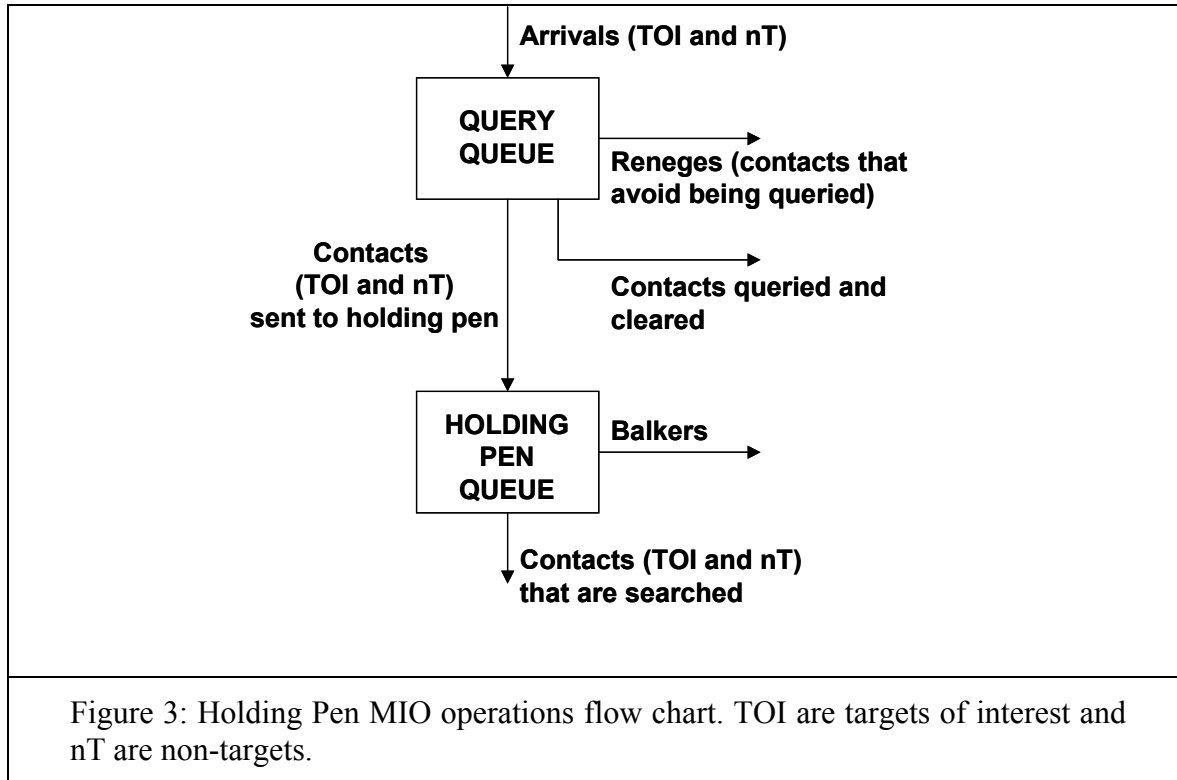 Arrivals (TOI and nT)
QUERY
QUEUE
Reneges (contacts that
avoid being queried)
Contacts
(TOI and nT)
sent to holding pen
Contacts queried and
cleared
HOLDING
PEN
QUEUE
Balkers
Contacts (TOI and nT)
that are searched
Figure 3: Holding Pen MIO operations flow chart. TOI are targets of interest and
nT are non-targets.